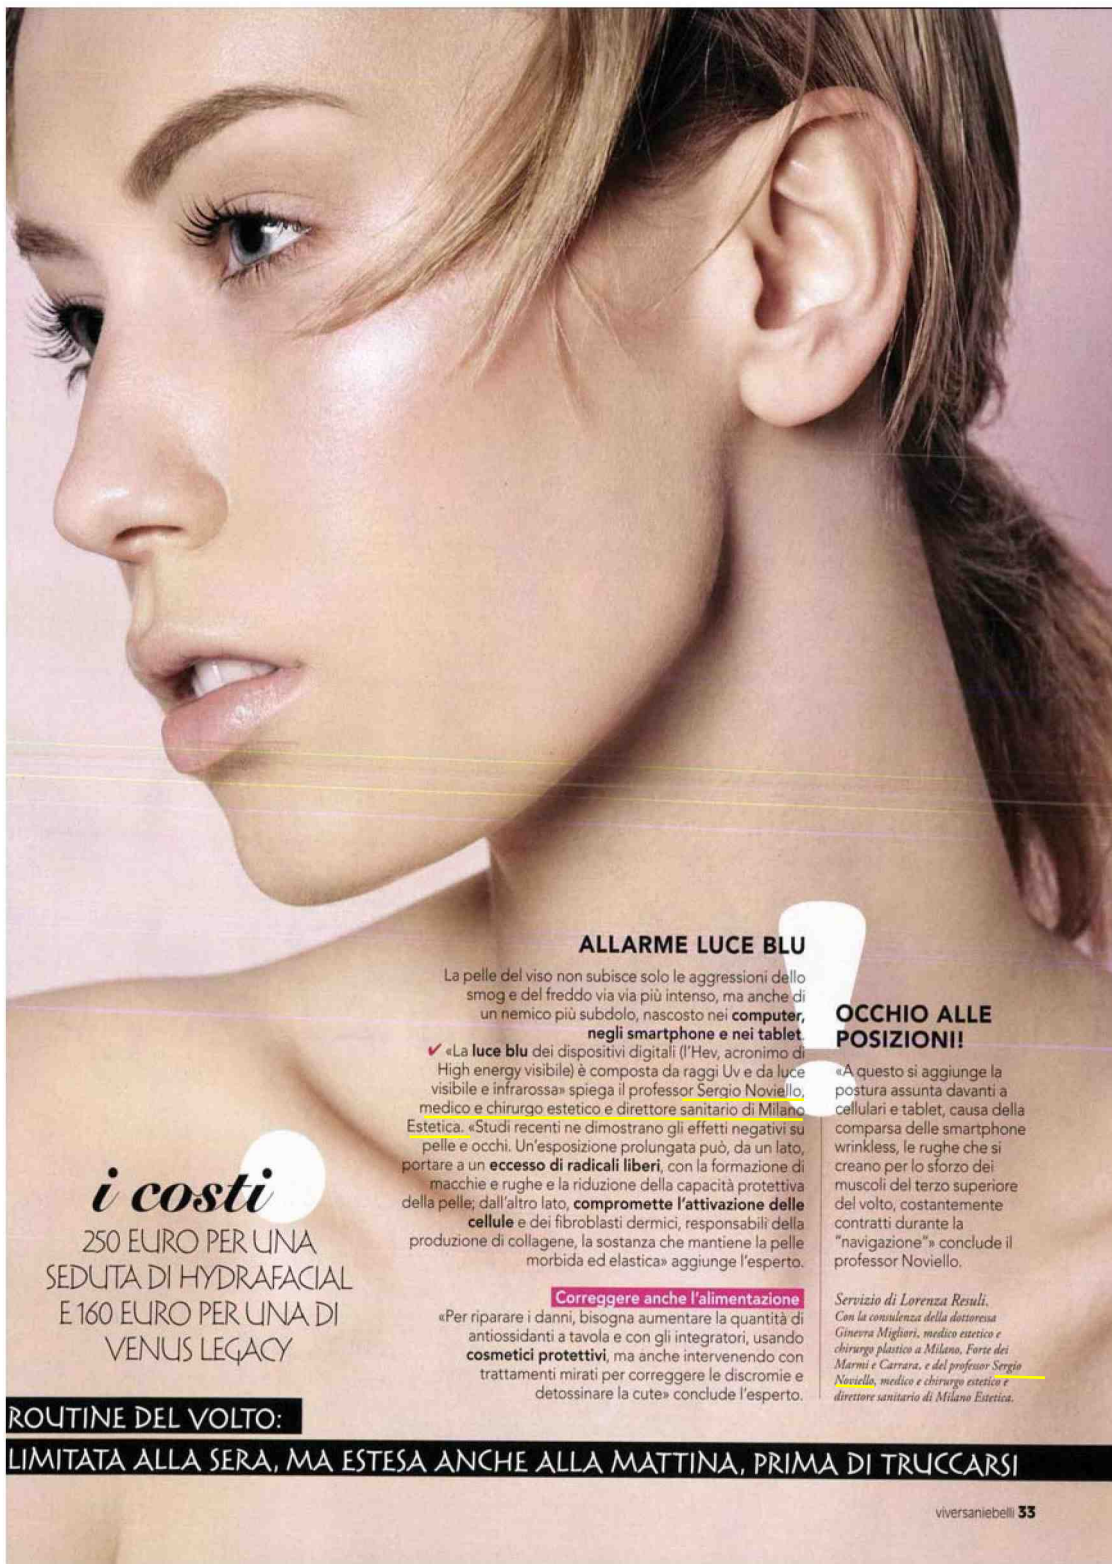 ALLARME LUCE BLU
La pelle del viso non subisce solo le aggressioni dello
smog e del freddo via via più intenso, ma anche di
un nemico più subdolo, nascosto nei computer,
negli smartphone e nei tablet.
✔ «La luce blu dei dispositivi digitali (l'Hev, acronimo di
High energy visibile) è composta da raggi Uv e da luce
visibile e infrarossa» spiega il professor Sergio Noviello,
medico e chirurgo estetico e direttore sanitario di Milano
Estetica. «Studi recenti ne dimostrano gli effetti negativi su
pelle e occhi. Un'esposizione prolungata può, da un lato,
portare a un eccesso di radicali liberi, con la formazione di
macchie e rughe e la riduzione della capacità protettiva
della pelle; dall'altro lato, compromette l'attivazione delle
cellule e dei fibroblasti dermici, responsabili della
produzione di collagene, la sostanza che mantiene la pelle
morbida ed elastica» aggiunge l'esperto.
Correggere anche l'alimentazione
«Per riparare i danni, bisogna aumentare la quantità di
antiossidanti a tavola e con gli integratori, usando
cosmetici protettivi, ma anche intervenendo con
trattamenti mirati per correggere le discromie e
detossinare la cute» conclude l'esperto.
!
OCCHIO ALLE
POSIZIONI!
«A questo si aggiunge la
postura assunta davanti a
cellulari e tablet, causa della
comparsa delle smartphone
wrinkless, le rughe che si
creano per lo sforzo dei
muscoli del terzo superiore
del volto, costantemente
contratti durante la
"navigazione"» conclude il
professor Noviello.
Servizio di Lorenza Resuli.
Con la consulenza della dottoressa
Ginevra Migliori, medico estetico e
chirurgo plastico a Milano, Forte dei
Marmi e Carrara, e del professor Sergio
Noviello, medico e chirurgo estetico e
direttore sanitario di Milano Estetica.
i costi
250 EURO PER UNA
SEDUTA DI HYDRAFACIAL
E 160 EURO PER UNA DI
VENUS LEGACY
ROUTINE DEL VOLTO:
LIMITATA ALLA SERA, MA ESTESA ANCHE ALLA MATTINA, PRIMA DI TRUCCARSI
viversaniebelli 33